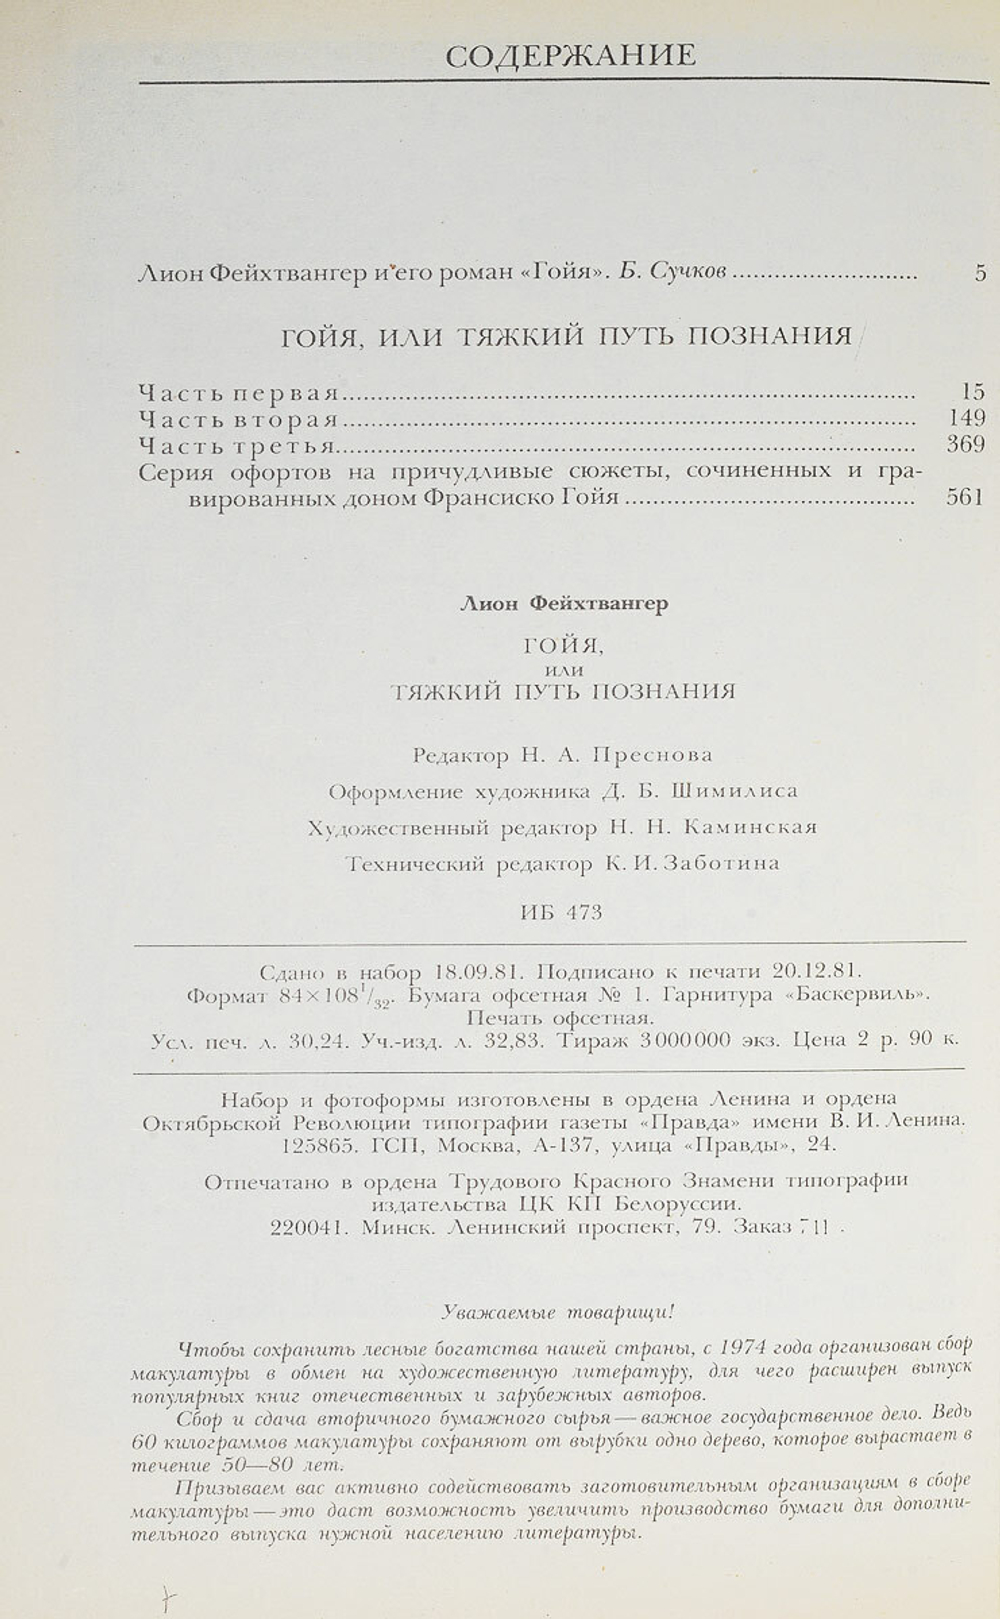 СОДЕРЖАНИЕ
Лион Фейхтвангер и его роман «Гойя». Б. Сучков ........................... 5
ГОЙЯ, ИЛИ ТЯЖКИЙ ПУТЬ ПОЗНАНИЯ
Часть первая........................................................................... 15
Часть вторая........................................................................... 149
Часть третья........................................................................... 369
Серия офортов на причудливые сюжеты, сочиненных и гра-
вированных доном Франсиско Гойя ...................................... 561
Лион Фейхтвангер
ГОЙЯ,
ИЛИ
ТЯЖКИЙ ПУТЬ ПОЗНАНИЯ
Редактор Н. А. Преснова
Оформление художника Д. Б. Шимилиса
Художественный редактор Н. Н. Каминская
Технический редактор К. И. Заботина
ИБ 473
Сдано в набор 18.09.81. Подписано к печати 20.12.81.
Формат 84×108¹/₃₂. Бумага офсетная № 1. Гарнитура «Баскервиль».
Печать офсетная.
Усл. печ. л. 30,24. Уч.-изд. л. 32,83. Тираж 3 000 000 экз. Цена 2 р. 90 к.
Набор и фотоформы изготовлены в ордена Ленина и ордена
Октябрьской Революции типографии газеты «Правда» имени В. И. Ленина.
125865. ГСП, Москва, А-137, улица «Правды», 24.
Отпечатано в ордена Трудового Красного Знамени типографии
издательства ЦК КП Белоруссии.
220041. Минск. Ленинский проспект, 79. Заказ 711 .
Уважаемые товарищи!
Чтобы сохранить лесные богатства нашей страны, с 1974 года организован сбор
макулатуры в обмен на художественную литературу, для чего расширен выпуск
популярных книг отечественных и зарубежных авторов.
Сбор и сдача вторичного бумажного сырья — важное государственное дело. Ведь
60 килограммов макулатуры сохраняют от вырубки одно дерево, которое вырастает в
течение 50—80 лет.
Призываем вас активно содействовать заготовительным организациям в сборе
макулатуры — это даст возможность увеличить производство бумаги для дополни-
тельного выпуска нужной населению литературы.